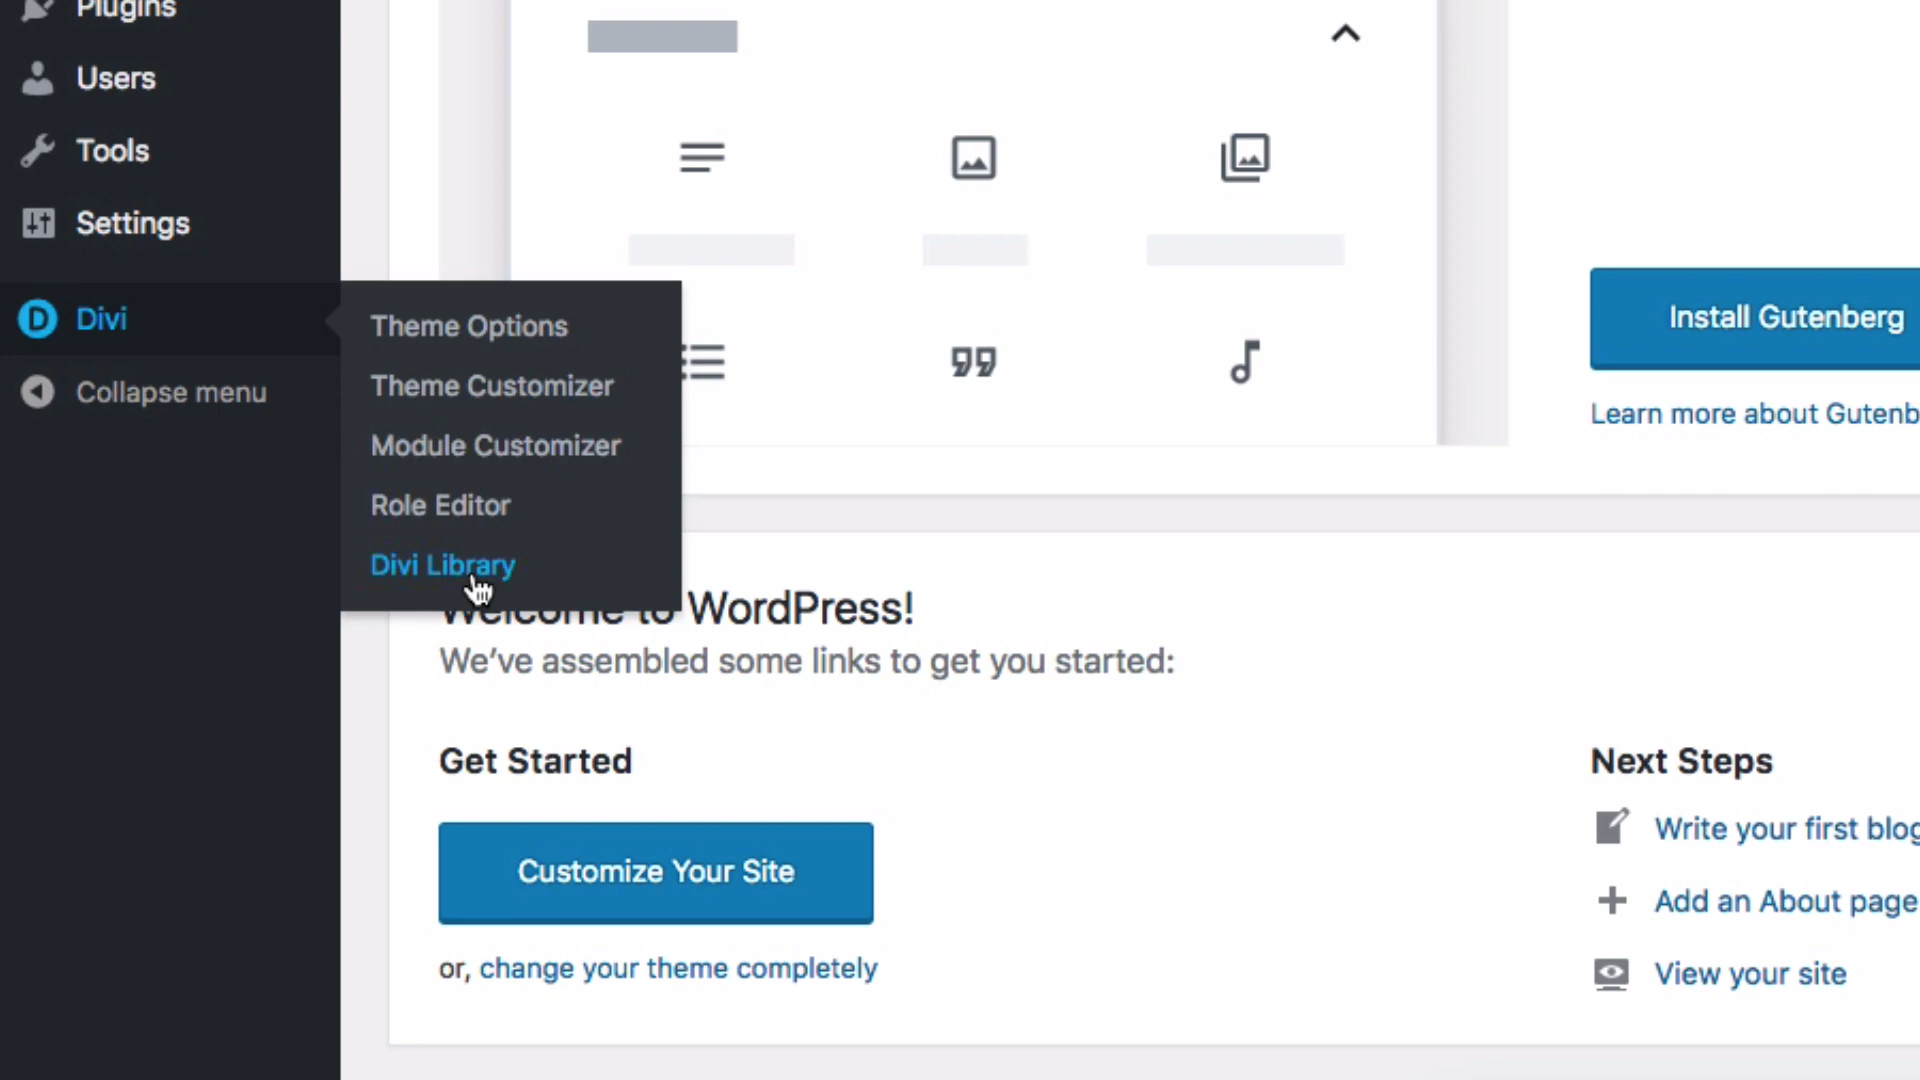 Plugins
Users
Tools
Settings
Divi
Collapse menu
Theme Options
Theme Customizer
Module Customizer
Role Editor
Divi Library
Install Gutenberg
Learn more about Gutenb
Welcome to WordPress!
We've assembled some links to get you started:
Get Started
Customize Your Site
or, change your theme completely
Next Steps
Write your first blog
Add an About page
View your site